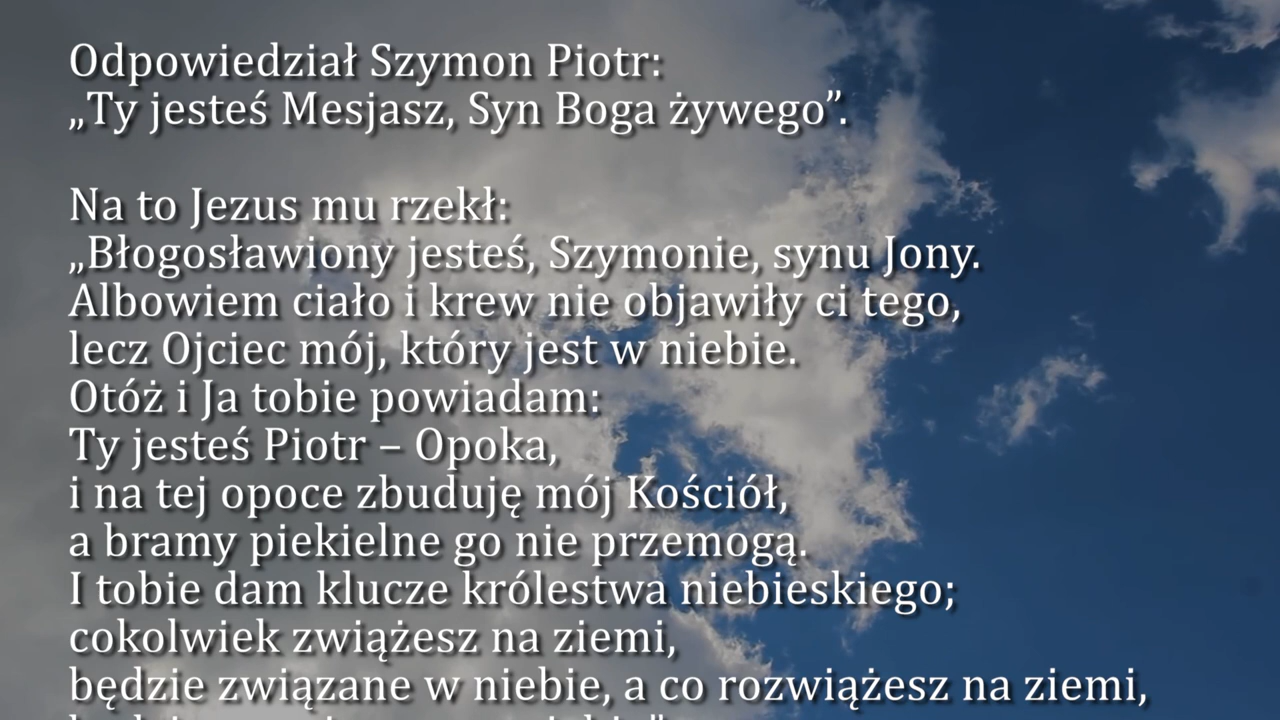 Odpowiedział Szymon Piotr:
„Ty jesteś Mesjasz, Syn Boga żywego”.
Na to Jezus mu rzekł:
„Błogosławiony jesteś, Szymonie, synu Jony.
Albowiem ciało i krew nie objawiły ci tego,
lecz Ojciec mój, który jest w niebie.
Otóż i Ja tobie powiadam:
Ty jesteś Piotr – Opoka,
i na tej opoce zbuduję mój Kościół,
a bramy piekielne go nie przemogą.
I tobie dam klucze królestwa niebieskiego;
cokolwiek zwiążesz na ziemi,
będzie związane w niebie, a co rozwiążesz na ziemi,